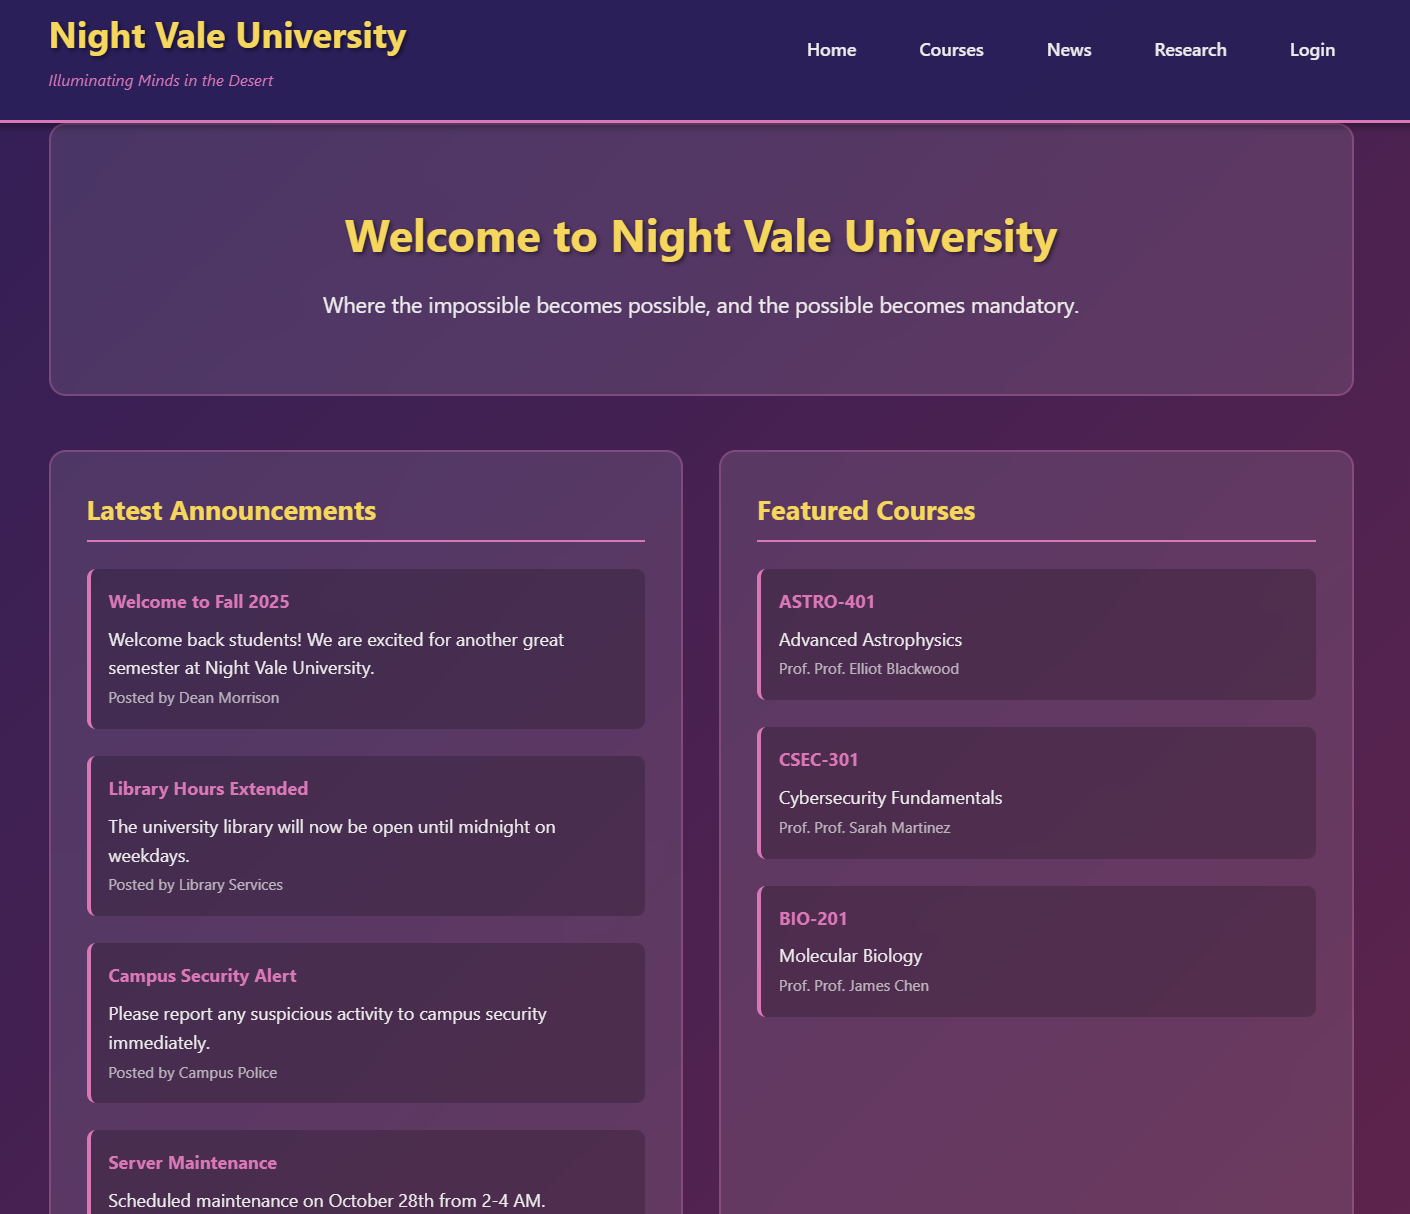 Night Vale University
Illuminating Minds in the Desert
Home
Courses
News
Research
Login
Welcome to Night Vale University
Where the impossible becomes possible, and the possible becomes mandatory.
Latest Announcements
Welcome to Fall 2025
Welcome back students! We are excited for another great
semester at Night Vale University.
Posted by Dean Morrison
Library Hours Extended
The university library will now be open until midnight on
weekdays.
Posted by Library Services
Campus Security Alert
Please report any suspicious activity to campus security
immediately.
Posted by Campus Police
Server Maintenance
Scheduled maintenance on October 28th from 2-4 AM.
Featured Courses
ASTRO-401
Advanced Astrophysics
Prof. Prof. Elliot Blackwood
CSEC-301
Cybersecurity Fundamentals
Prof. Prof. Sarah Martinez
BIO-201
Molecular Biology
Prof. Prof. James Chen